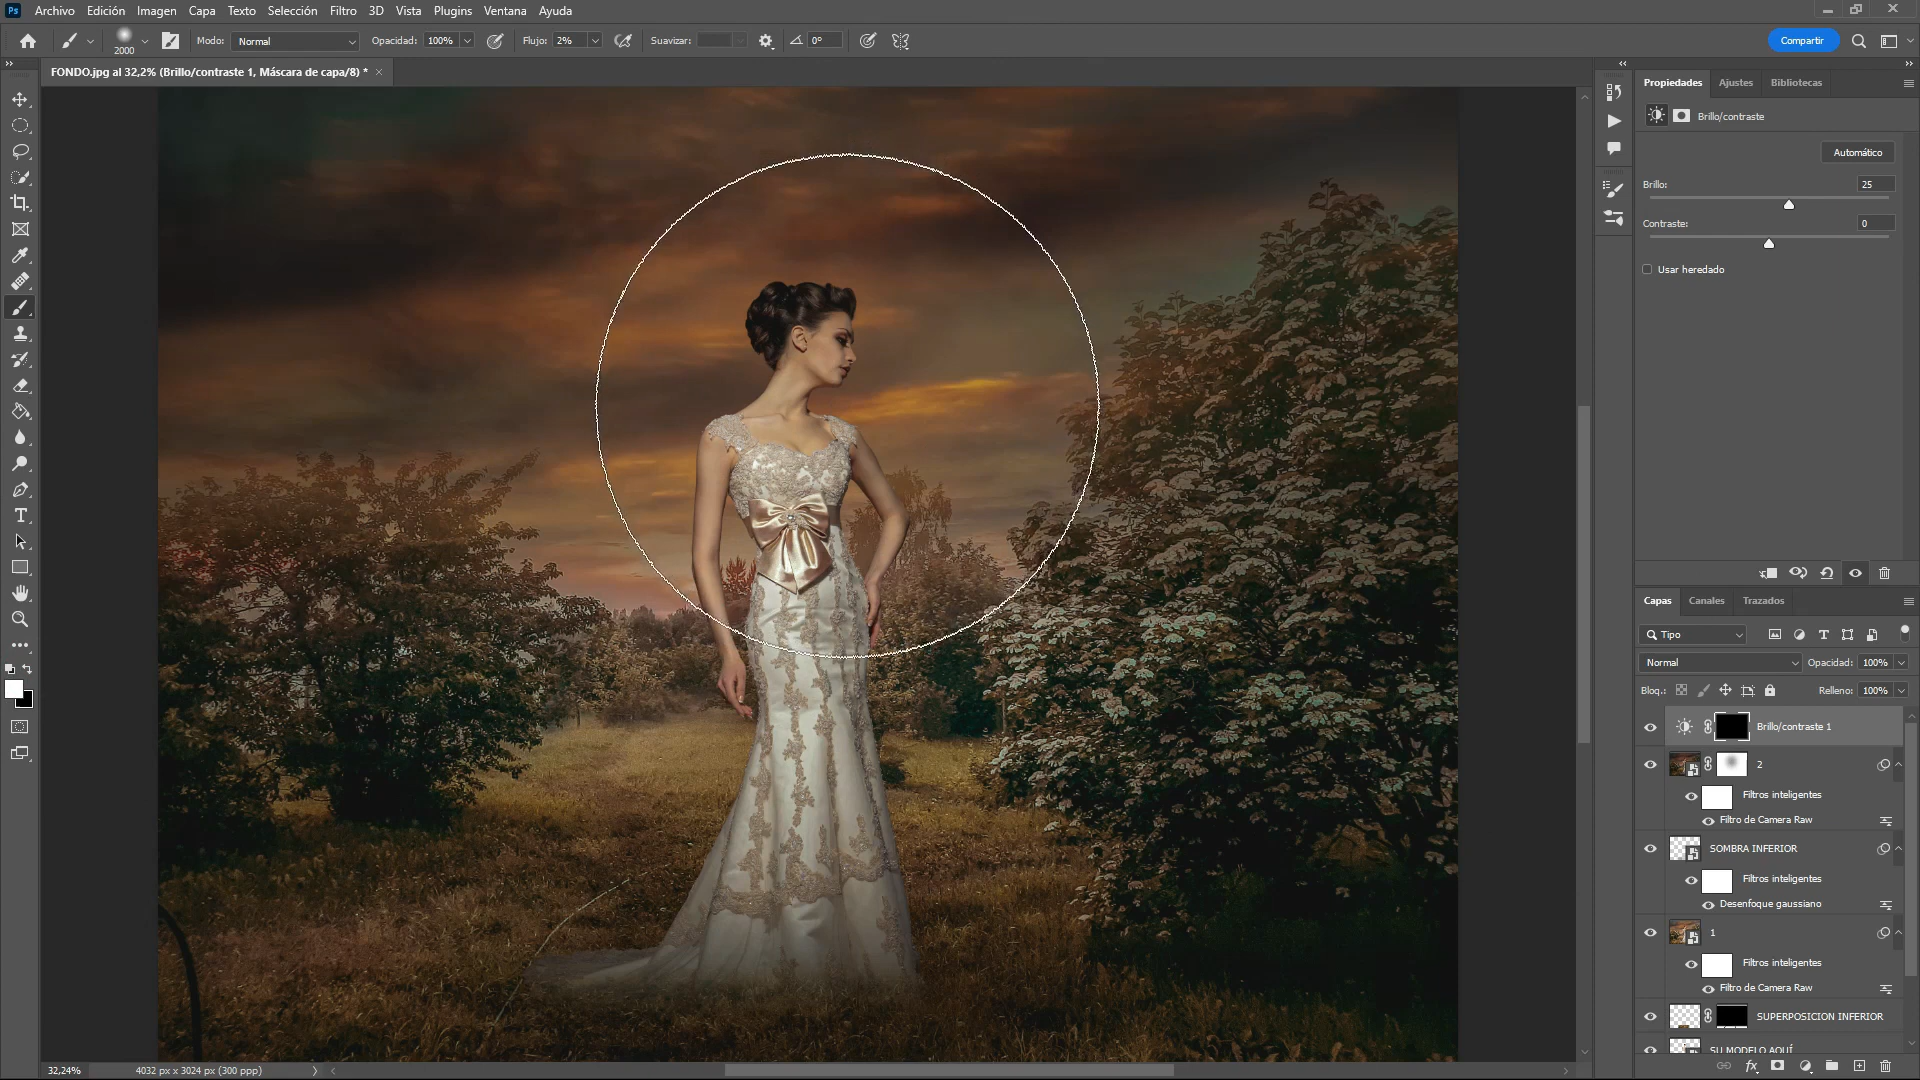 Ps Archivo Edición Imagen Capa Texto Selección Filtro 3D Vista Plugins Ventana Ayuda
2000 Modo: Normal Opacidad: 100% Flujo: 2% Suavizar: 0° Compartir
FONDO.jpg al 32,2% (Brillo/contraste 1, Máscara de capa/8) * ×
Propiedades Ajustes Bibliotecas
Brillo/contraste
Automático
Brillo: 25
Contraste: 0
Usar heredado
Capas Canales Trazados
Tipo
Normal Opacidad: 100%
Bloq.: Relleno: 100%
Brillo/contraste 1
2
Filtros inteligentes
Filtro de Camera Raw
SOMBRA INFERIOR
Filtros inteligentes
Desenfoque gaussiano
1
Filtros inteligentes
Filtro de Camera Raw
SUPERPOSICION INFERIOR
SU MODELO AQUÍ
32,24% 4032 px x 3024 px (300 ppp)